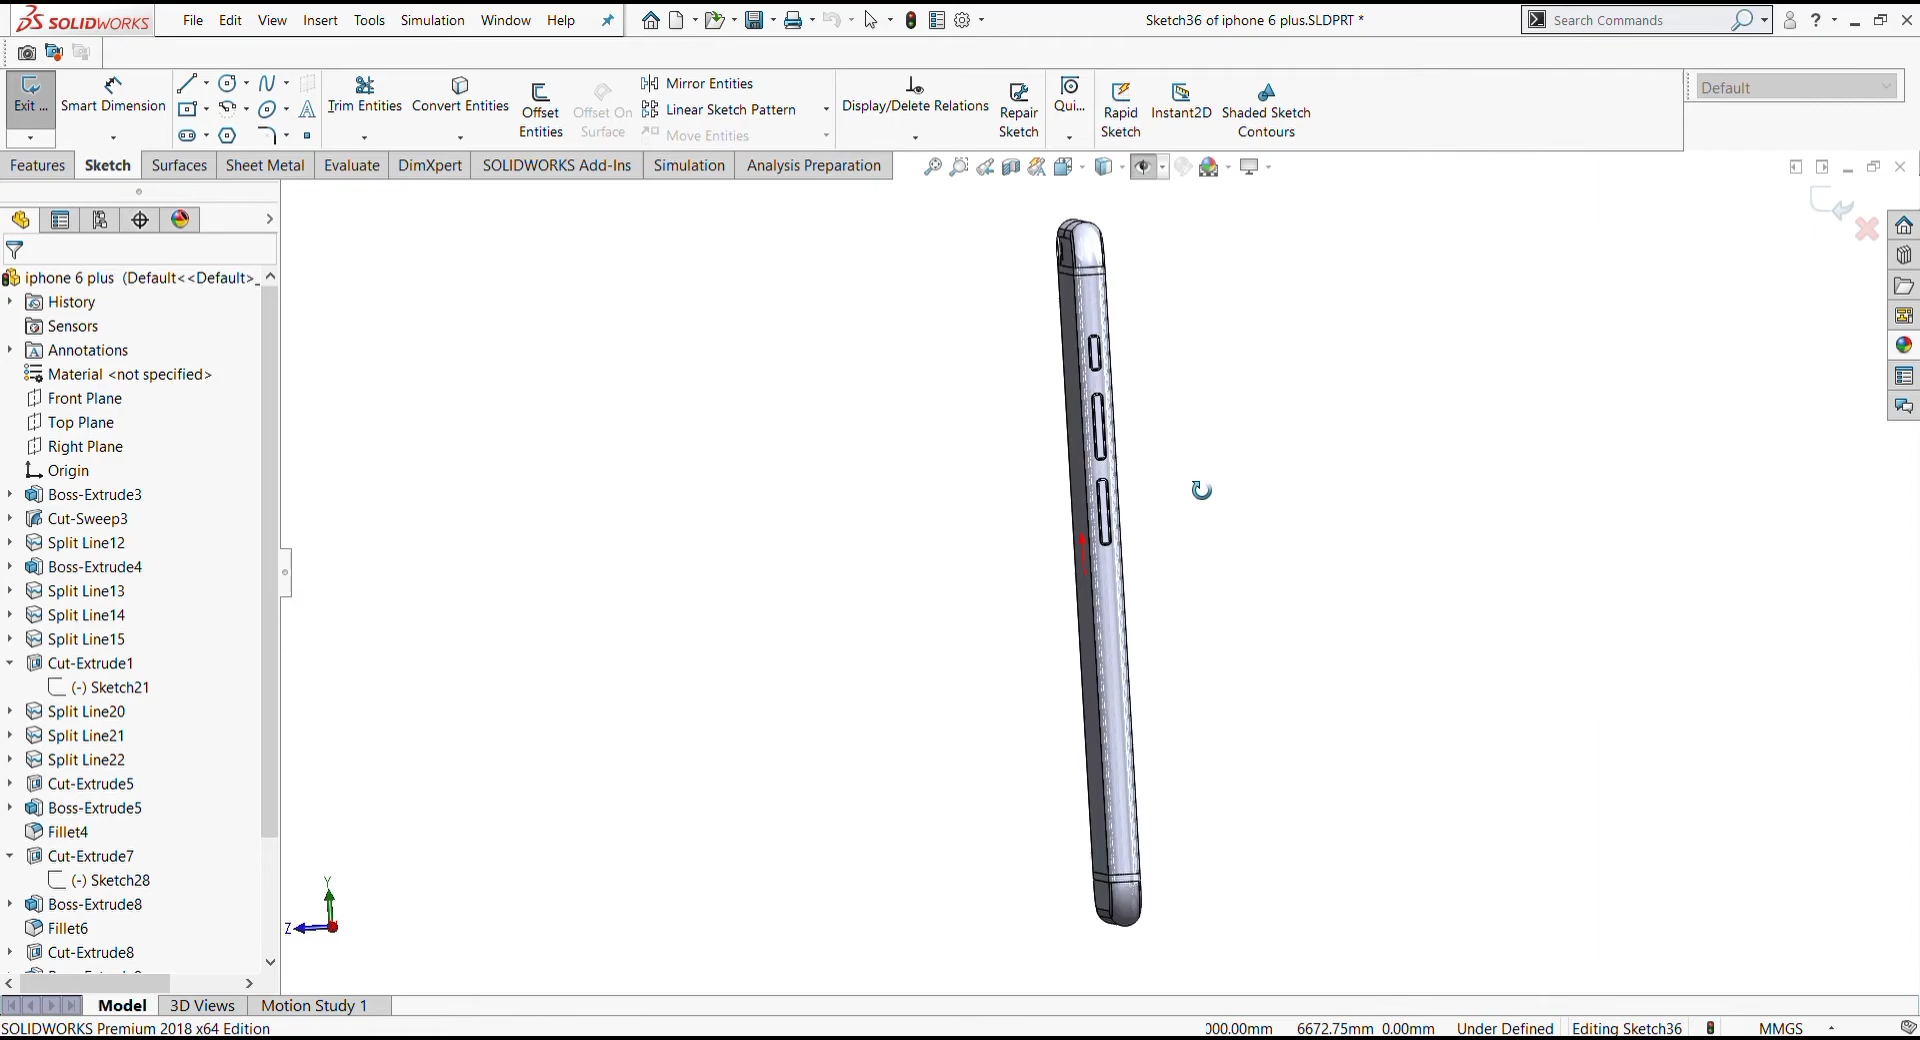 SOLIDWORKS
File Edit View Insert Tools Simulation Window Help
Sketch36 of iphone 6 plus.SLDPRT *
Search Commands
?
Exit ...
Smart Dimension
Trim Entities
Convert Entities
Offset Entities
Offset On Surface
Mirror Entities
Linear Sketch Pattern
Move Entities
Display/Delete Relations
Repair Sketch
Qui...
Rapid Sketch
Instant2D
Shaded Sketch Contours
Default
Features Sketch Surfaces Sheet Metal Evaluate DimXpert SOLIDWORKS Add-Ins Simulation Analysis Preparation
iphone 6 plus (Default<<Default>_
History
Sensors
Annotations
Material <not specified>
Front Plane
Top Plane
Right Plane
Origin
Boss-Extrude3
Cut-Sweep3
Split Line12
Boss-Extrude4
Split Line13
Split Line14
Split Line15
Cut-Extrude1
(-) Sketch21
Split Line20
Split Line21
Split Line22
Cut-Extrude5
Boss-Extrude5
Fillet4
Cut-Extrude7
(-) Sketch28
Boss-Extrude8
Fillet6
Cut-Extrude8
Y
Z
Model 3D Views Motion Study 1
SOLIDWORKS Premium 2018 x64 Edition
000.00mm 6672.75mm 0.00mm Under Defined Editing Sketch36 MMGS